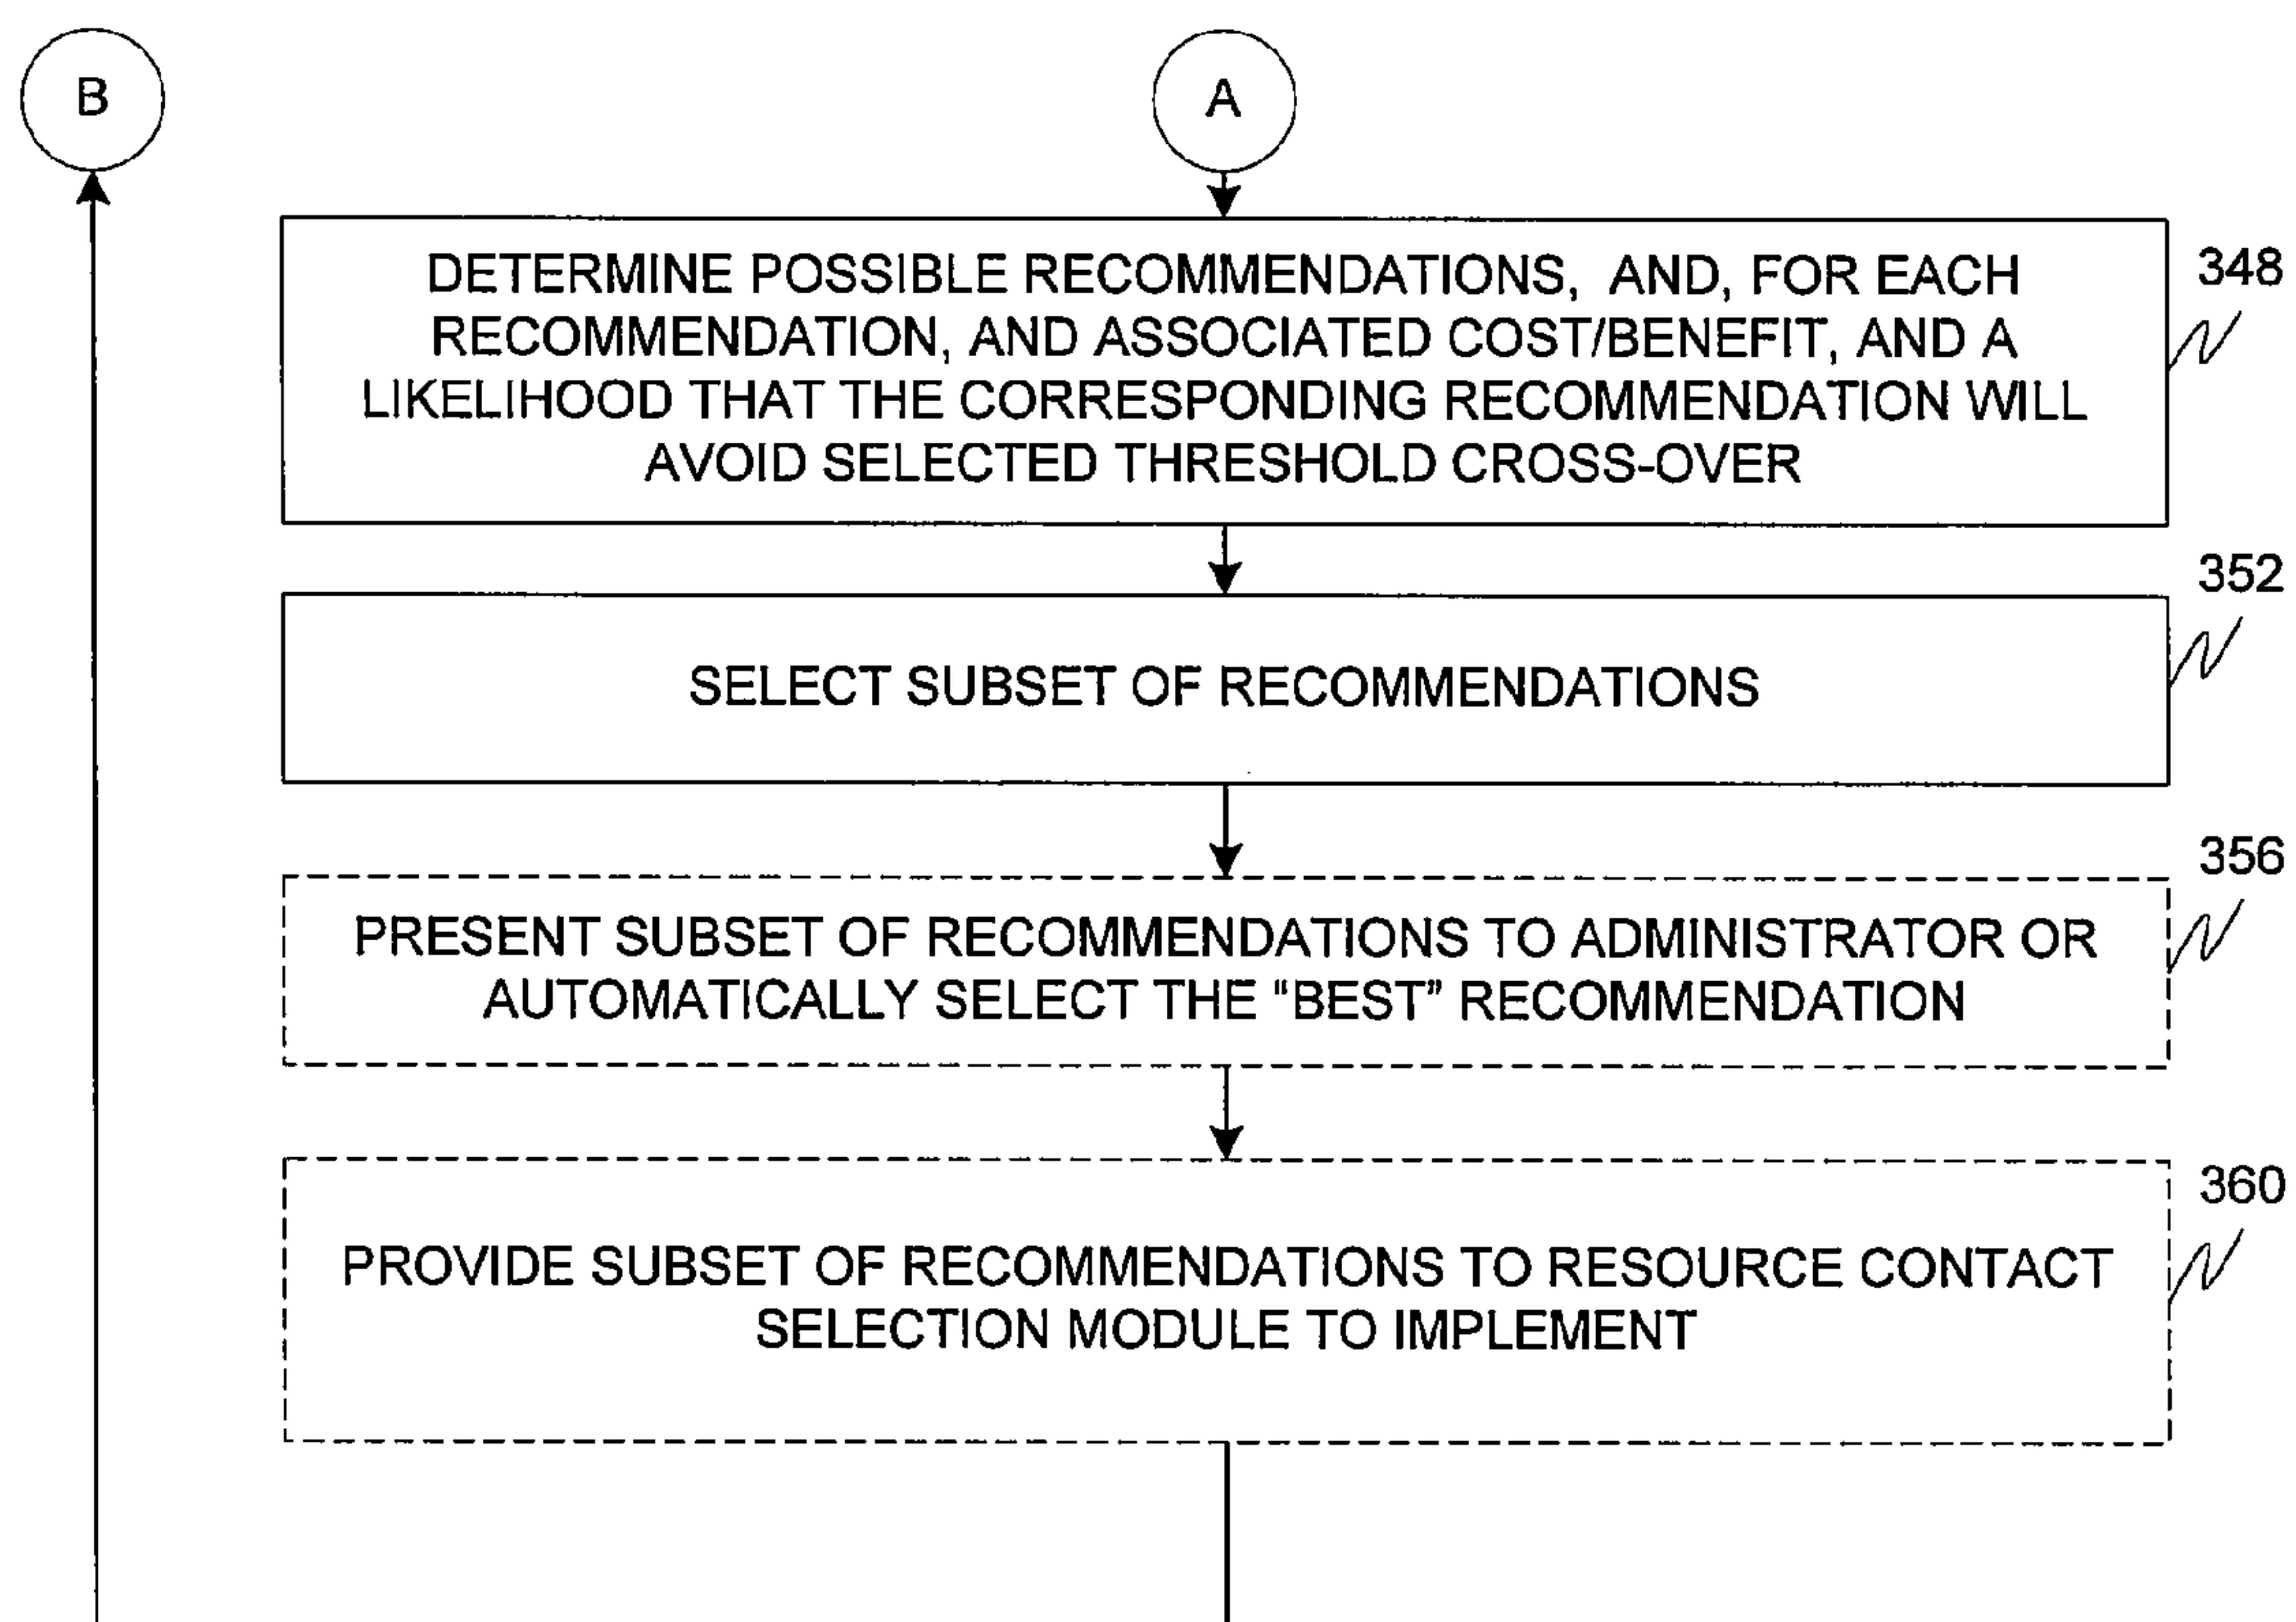 B
A
DETERMINE POSSIBLE RECOMMENDATIONS, AND, FOR EACH
RECOMMENDATION, AND ASSOCIATED COST/BENEFIT, AND A
LIKELIHOOD THAT THE CORRESPONDING RECOMMENDATION WILL
AVOID SELECTED THRESHOLD CROSS-OVER
348
SELECT SUBSET OF RECOMMENDATIONS
352
PRESENT SUBSET OF RECOMMENDATIONS TO ADMINISTRATOR OR
AUTOMATICALLY SELECT THE “BEST” RECOMMENDATION
356
PROVIDE SUBSET OF RECOMMENDATIONS TO RESOURCE CONTACT
SELECTION MODULE TO IMPLEMENT
360